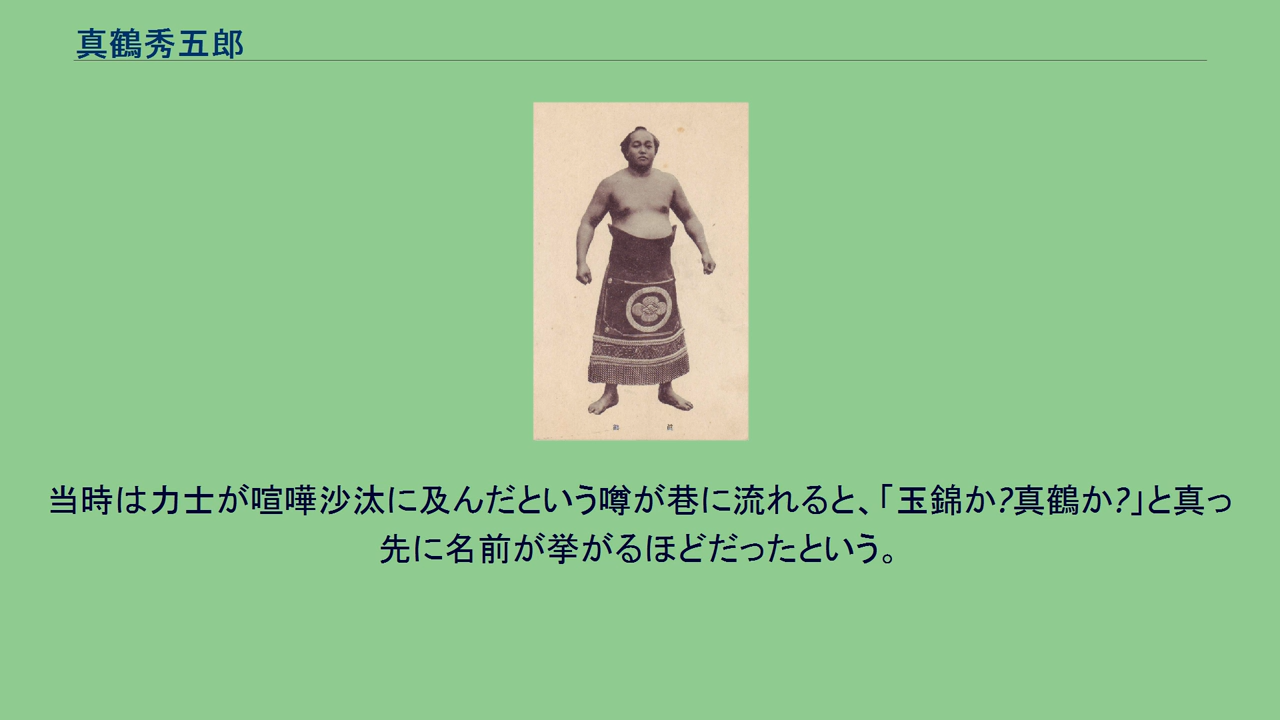 真鶴秀五郎
当時は力士が喧嘩沙汰に及んだという噂が巷に流れると、「玉錦か?真鶴か?」と真っ
先に名前が挙がるほどだったという。